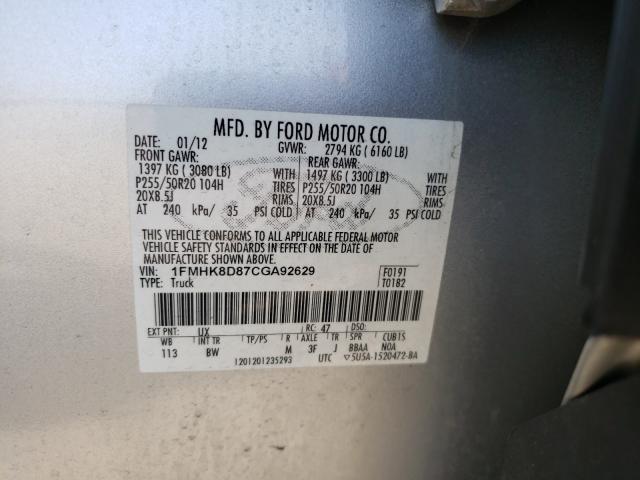 MFD. BY FORD MOTOR CO.
DATE: 01/12 GVWR: 2794 KG ( 6160 LB)
FRONT GAWR: REAR GAWR:
1397 KG ( 3080 LB) WITH 1497 KG ( 3300 LB) WITH
P255/50R20 104H TIRES P255/50R20 104H TIRES
20X8.5J RIMS 20X8.5J RIMS
AT 240 kPa/ 35 PSI COLD AT 240 kPa/ 35 PSI COLD
THIS VEHICLE CONFORMS TO ALL APPLICABLE FEDERAL MOTOR
VEHICLE SAFETY STANDARDS IN EFFECT ON THE DATE OF
MANUFACTURE SHOWN ABOVE.
VIN: 1FMHK8D87CGA92629 F0191
TYPE: Truck T0182
EXT PNT: UX RC: 47 DSO:
WB INT TR TP/PS R AXLE TR SPR CUB1S
113 BW M 3F J BBAA NOA
1201201235293 UTC ▽5U5A-1520472-BA
Ford